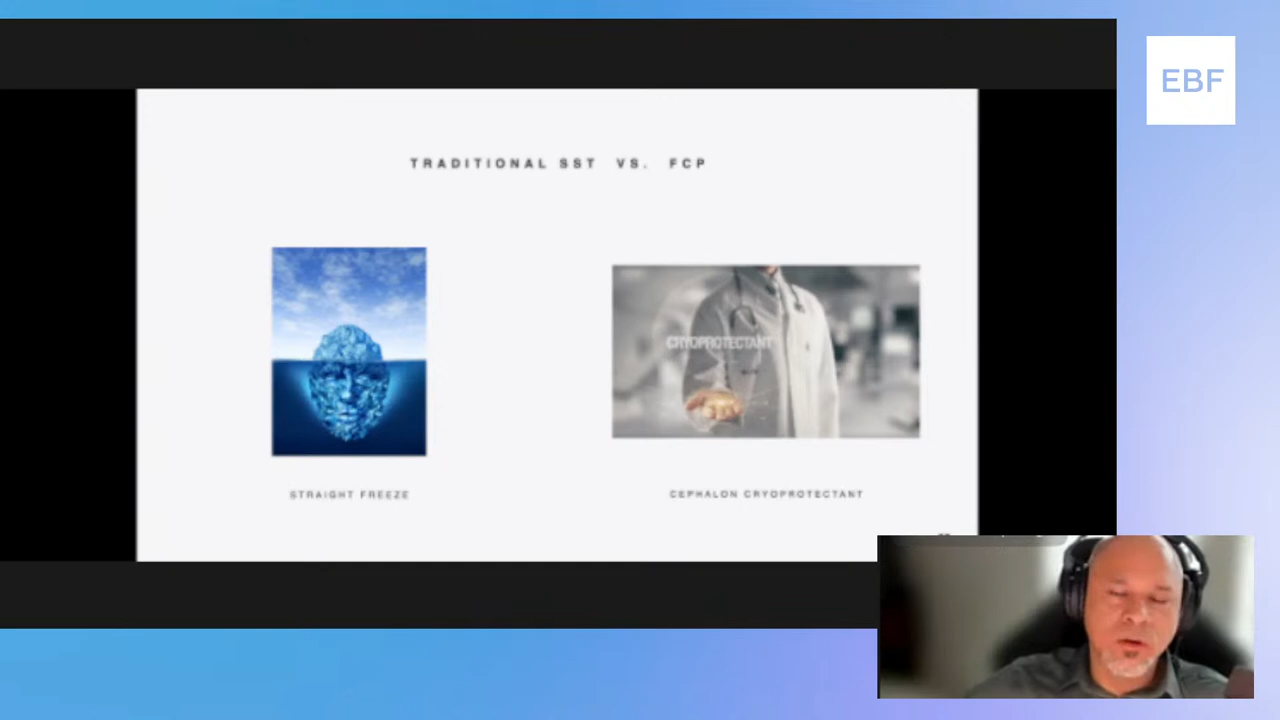 EBF
TRADITIONAL SST VS. FCP
CRYOPROTECTANT
STRAIGHT FREEZE
CEPHALON CRYOPROTECTANT